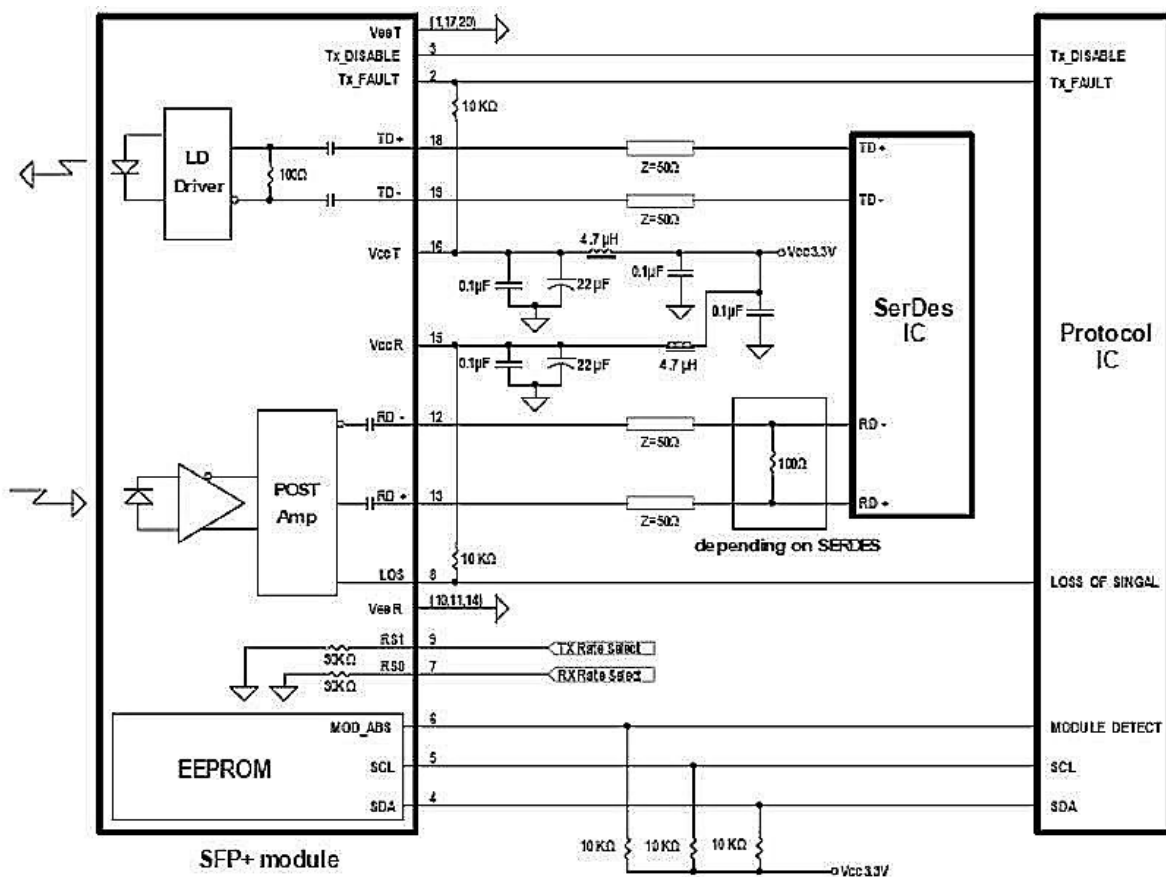 VeeT
(1,17,20)
Tx_DISABLE
3
Tx_DISABLE
Tx_FAULT
2
Tx_FAULT
10 KΩ
LD
Driver
100Ω
TD+
18
Z=50Ω
TD+
TD-
19
Z=50Ω
TD-
VccT
16
4.7 µH
Vcc3.3V
0.1µF
22 µF
0.1µF
0.1µF
SerDes
IC
Protocol
IC
VccR
15
0.1µF
22 µF
4.7 µH
RD -
12
Z=50Ω
RD -
100Ω
POST
Amp
RD +
13
Z=50Ω
RD +
depending on SERDES
10 KΩ
LOS
8
LOSS OF SINGAL
VeeR
(10,11,14)
RS1
9
TX Rate Select
30KΩ
RS0
7
RX Rate Select
30KΩ
EEPROM
MOD_ABS
6
MODULE DETECT
SCL
5
SCL
SDA
4
SDA
10 KΩ
10 KΩ
10 KΩ
Vcc3.3V
SFP+ module